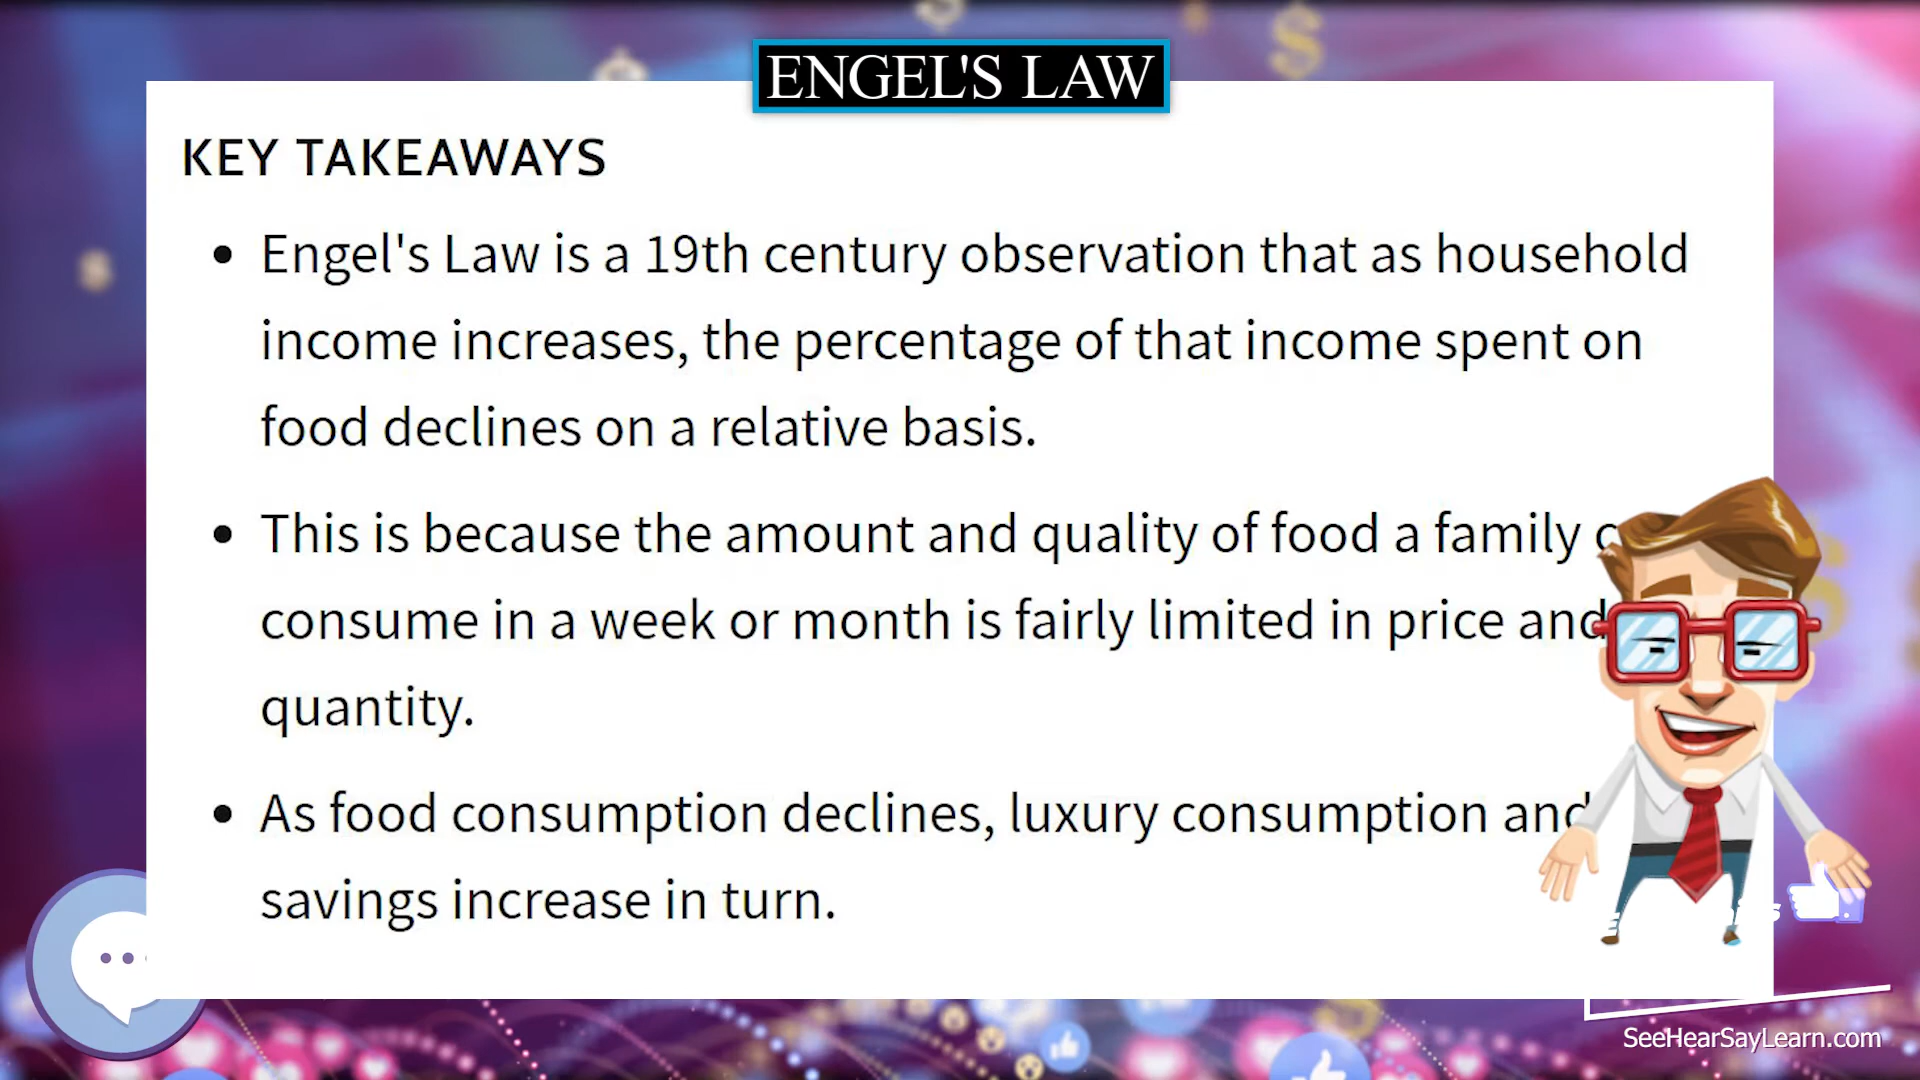 ENGEL'S LAW
KEY TAKEAWAYS
• Engel's Law is a 19th century observation that as household
income increases, the percentage of that income spent on
food declines on a relative basis.
• This is because the amount and quality of food a family
consume in a week or month is fairly limited in price and
quantity.
• As food consumption declines, luxury consumption and
savings increase in turn.
SeeHearSayLearn.com